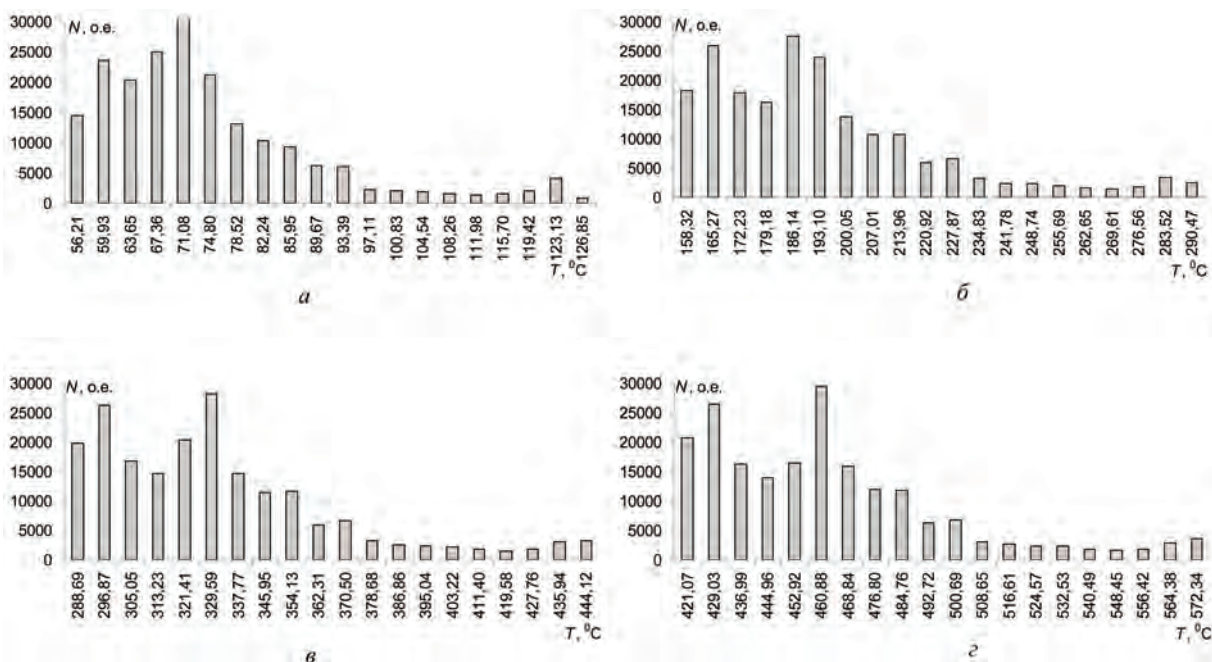 N, о.е.
30000
25000
20000
15000
10000
5000
0
56,21 59,93 63,65 67,36 71,08 74,80 78,52 82,24 85,95 89,67 93,39 97,11 100,83 104,54 108,26 111,98 115,70 119,42 123,13 126,85
T, ⁰C
а
N, о.е.
30000
25000
20000
15000
10000
5000
0
158,32 165,27 172,23 179,18 186,14 193,10 200,05 207,01 213,96 220,92 227,87 234,83 241,78 248,74 255,69 262,65 269,61 276,56 283,52 290,47
T, ⁰C
б
N, о.е.
30000
25000
20000
15000
10000
5000
0
288,69 296,87 305,05 313,23 321,41 329,59 337,77 345,95 354,13 362,31 370,50 378,68 386,86 395,04 403,22 411,40 419,58 427,76 435,94 444,12
T, ⁰C
в
N, о.е.
30000
25000
20000
15000
10000
5000
0
421,07 429,03 436,99 444,96 452,92 460,88 468,84 476,80 484,76 492,72 500,69 508,65 516,61 524,57 532,53 540,49 548,45 556,42 564,38 572,34
T, ⁰C
г